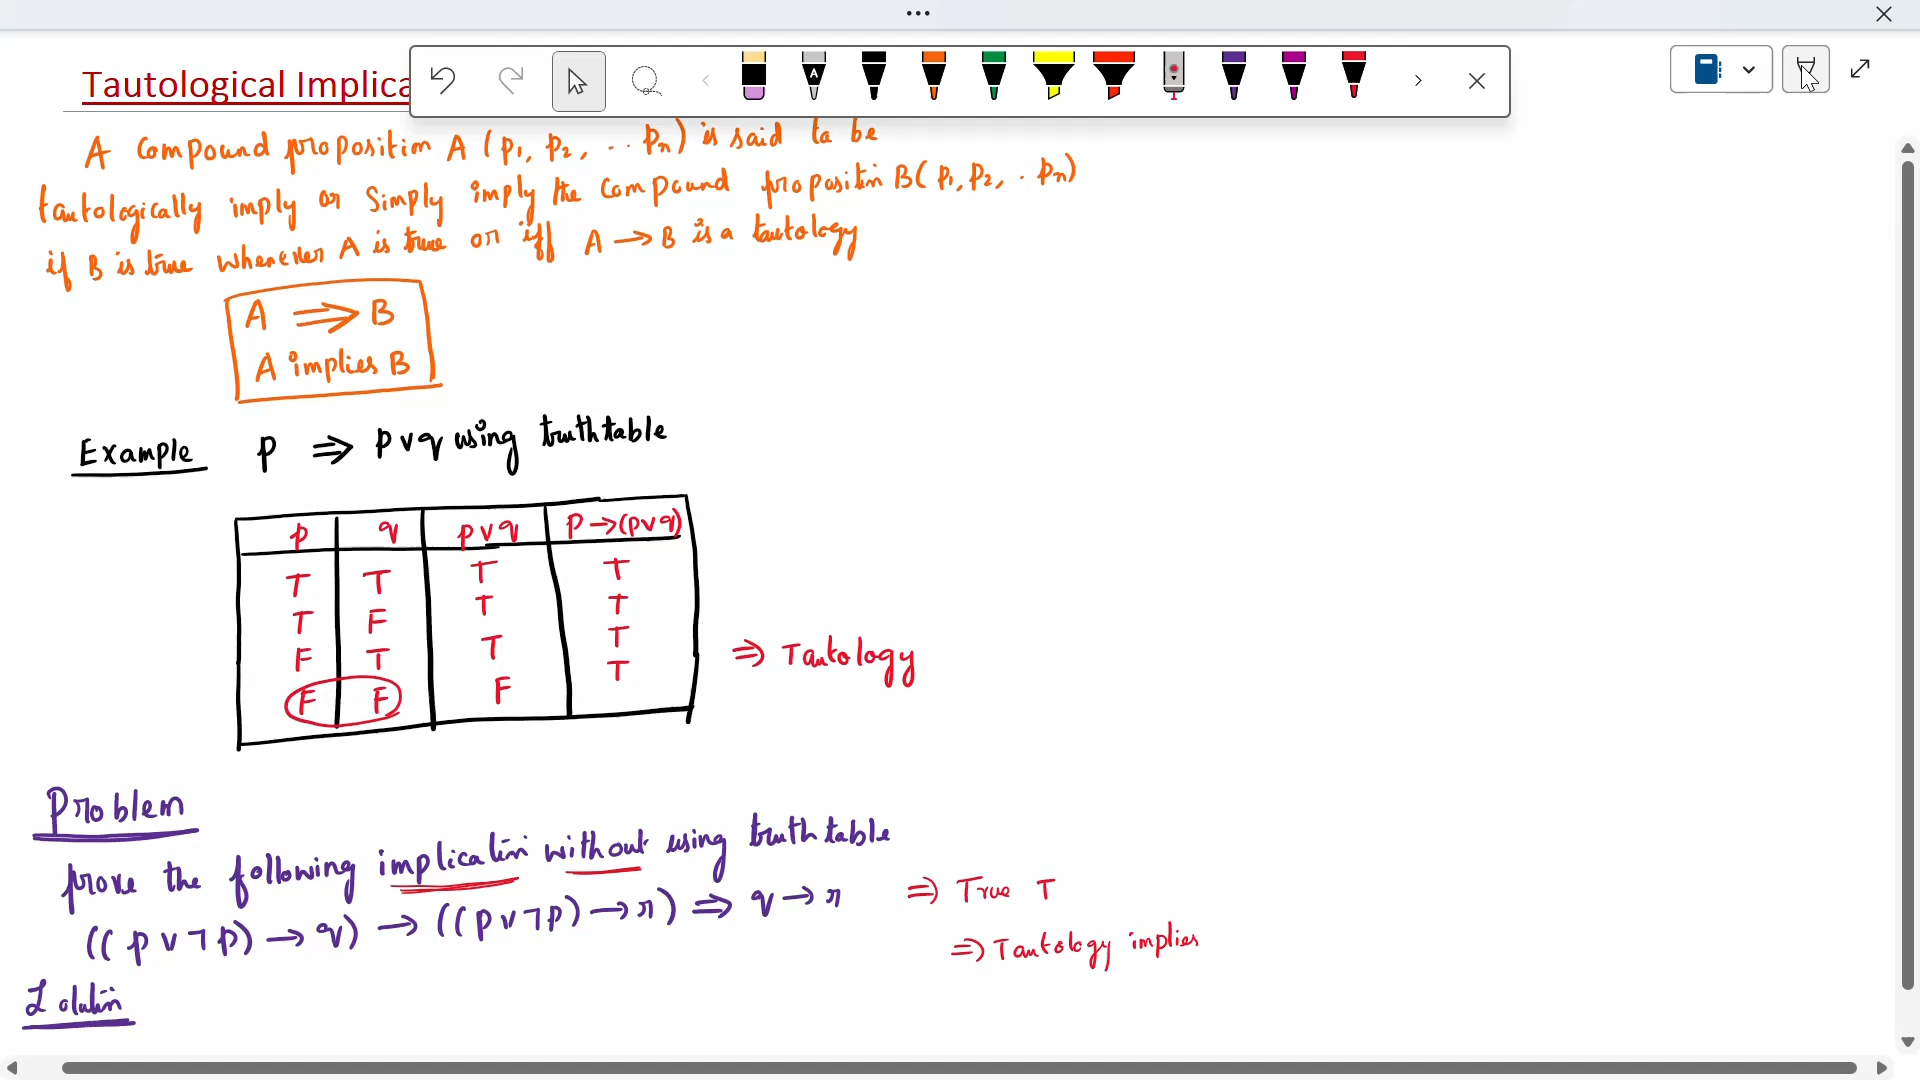 Tautological Implica
A Compound proposition A (p1, p2, .. pn) is said to be
tautologically imply or Simply imply the compound proposition B( p1, p2, . pn)
if B is true whenever A is true or iff A → B is a tautology
A ⟹ B
A implies B
Example p ⟹ p ∨ q using truth table
p q p ∨ q P → (p ∨ q)
T T T T
T F T T
F T T T
F F F T
⟹ Tautology
Problem
prove the following implication without using truth table
(( p ∨ ¬ p) → q) → ((p ∨ ¬ p) → r) ⟹ q → r ⟹ True T
⟹ Tautology implies
Solution